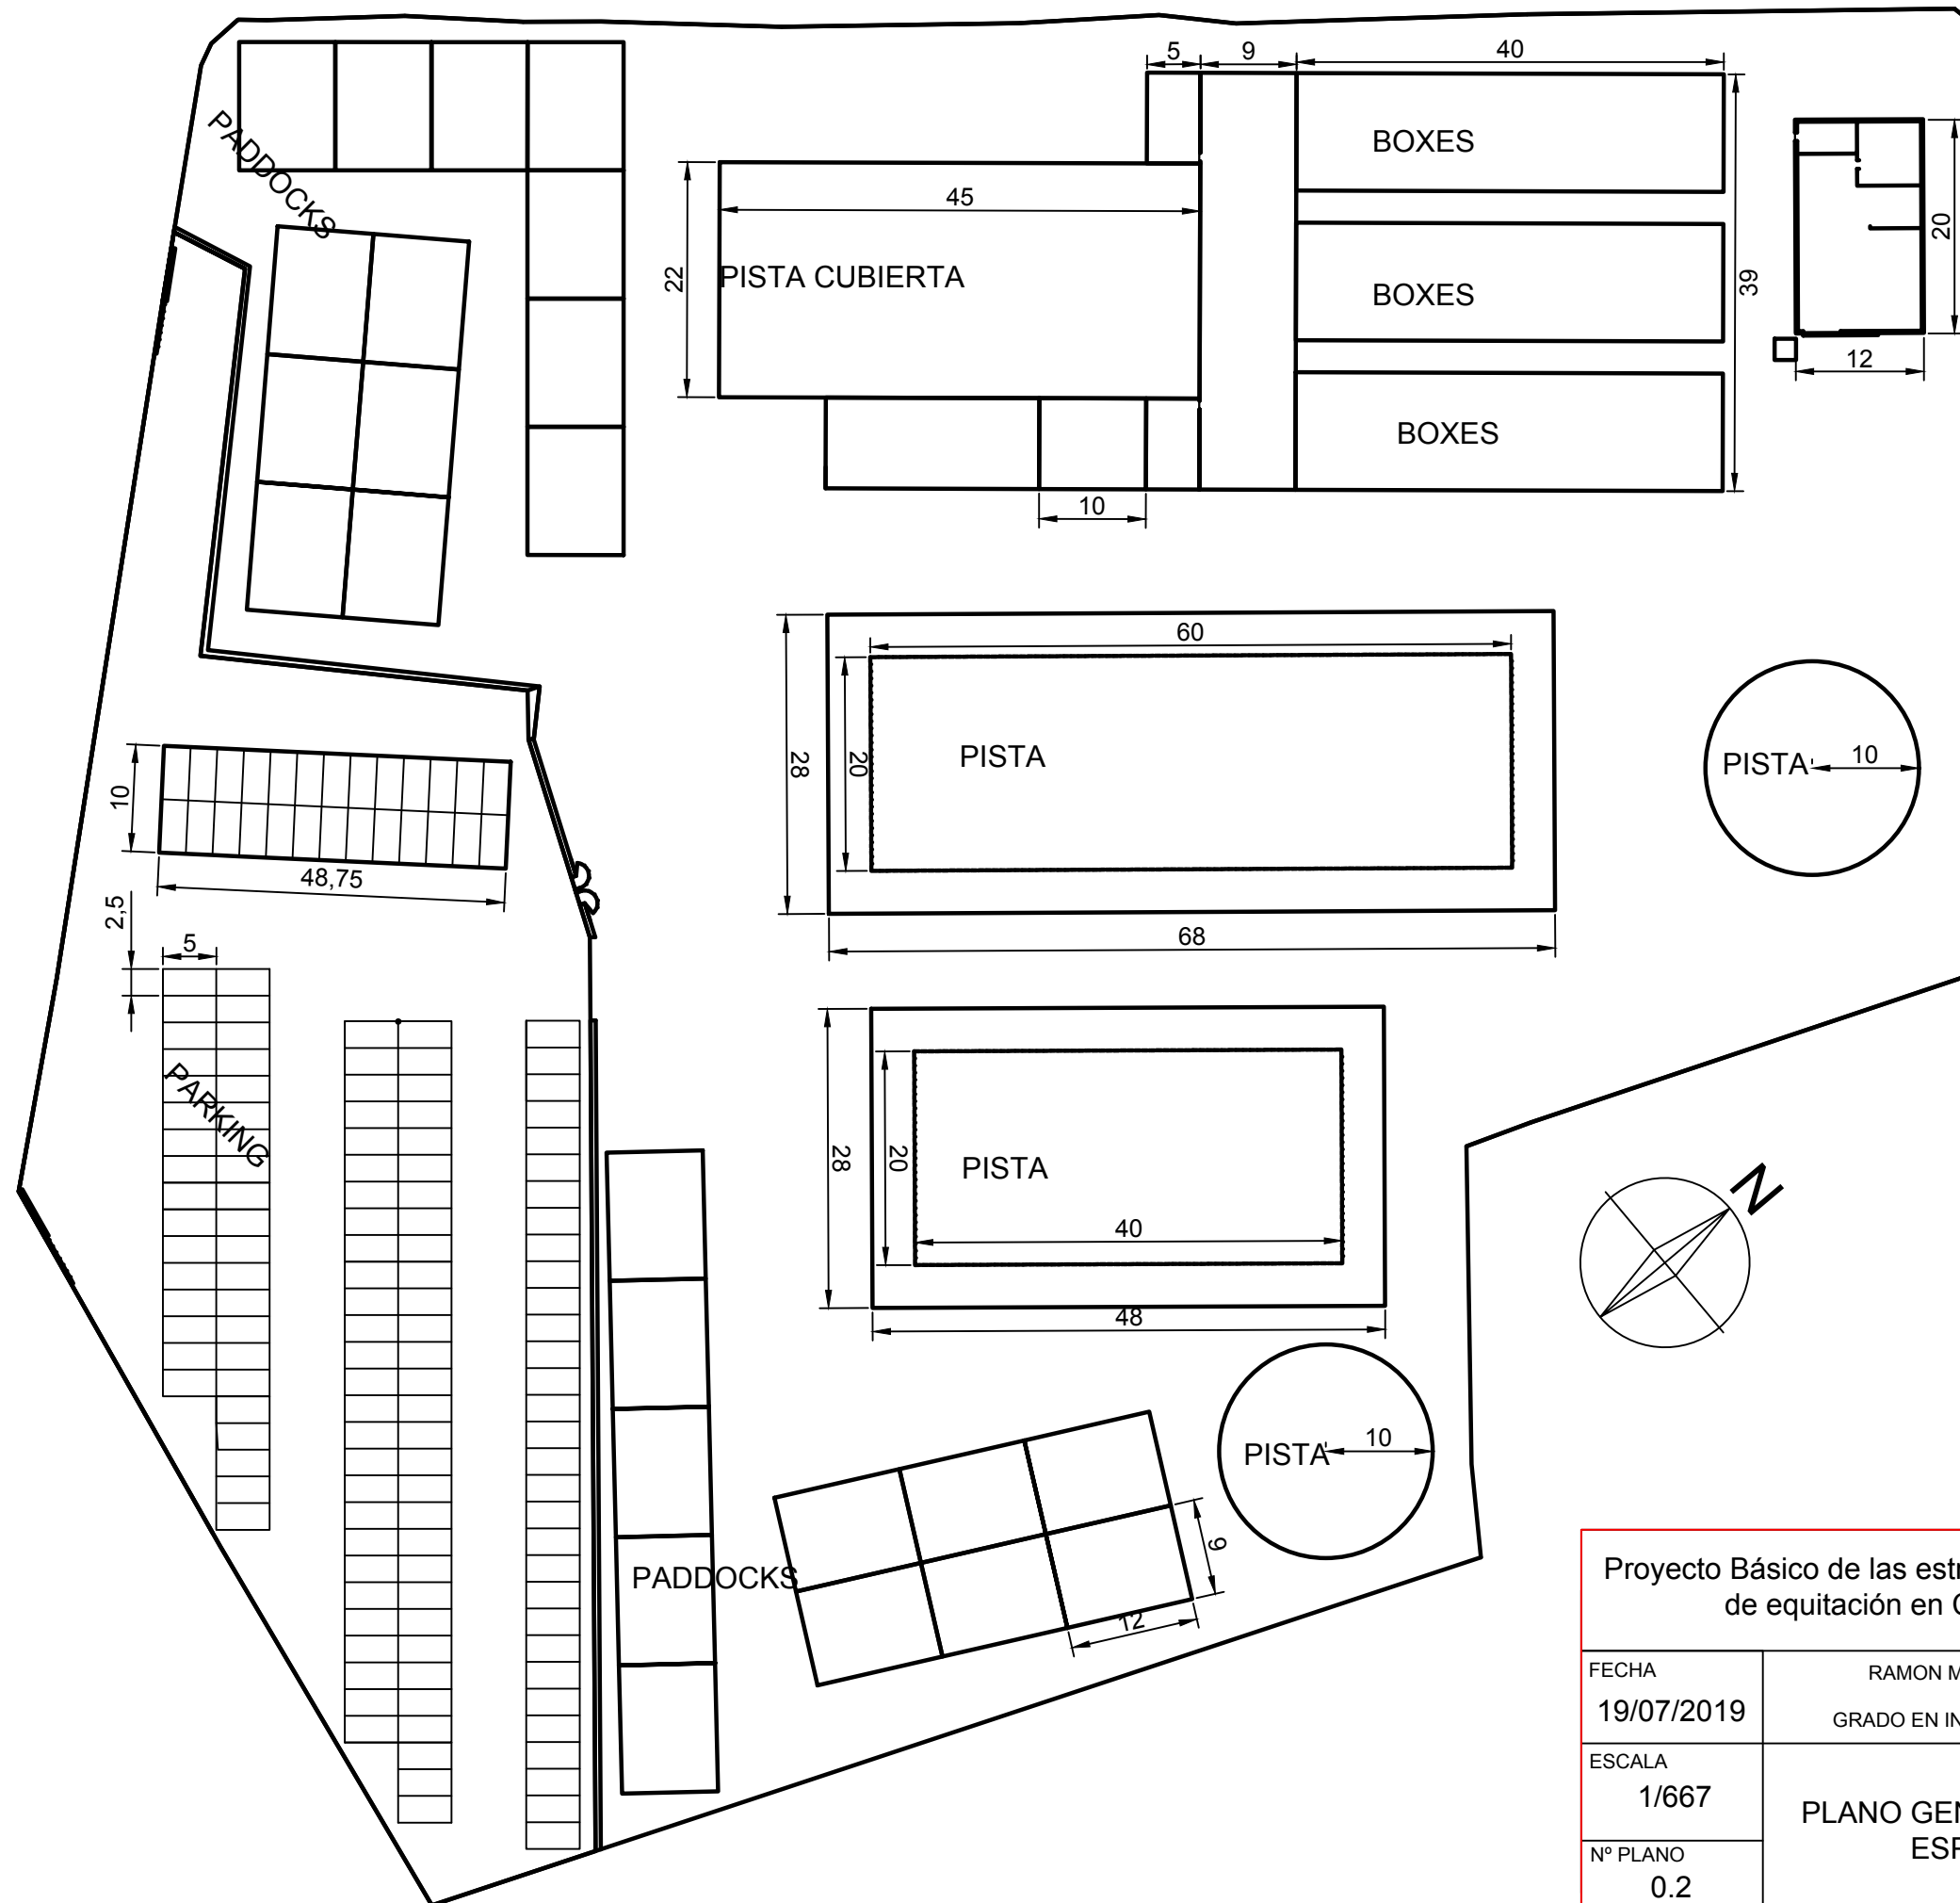 5
9
40
PADDOCKS
BOXES
45
22
PISTA CUBIERTA
BOXES
39
20
12
BOXES
10
60
28
20
PISTA
PISTA
10
10
48,75
2,5
5
68
PARKING
28
20
PISTA
40
48
N
PISTA
10
PADDOCKS
9
12
Proyecto Básico de las estr
de equitación en
FECHA
19/07/2019
RAMON M
GRADO EN IN
ESCALA
1/667
PLANO GEN
ESP
Nº PLANO
0.2